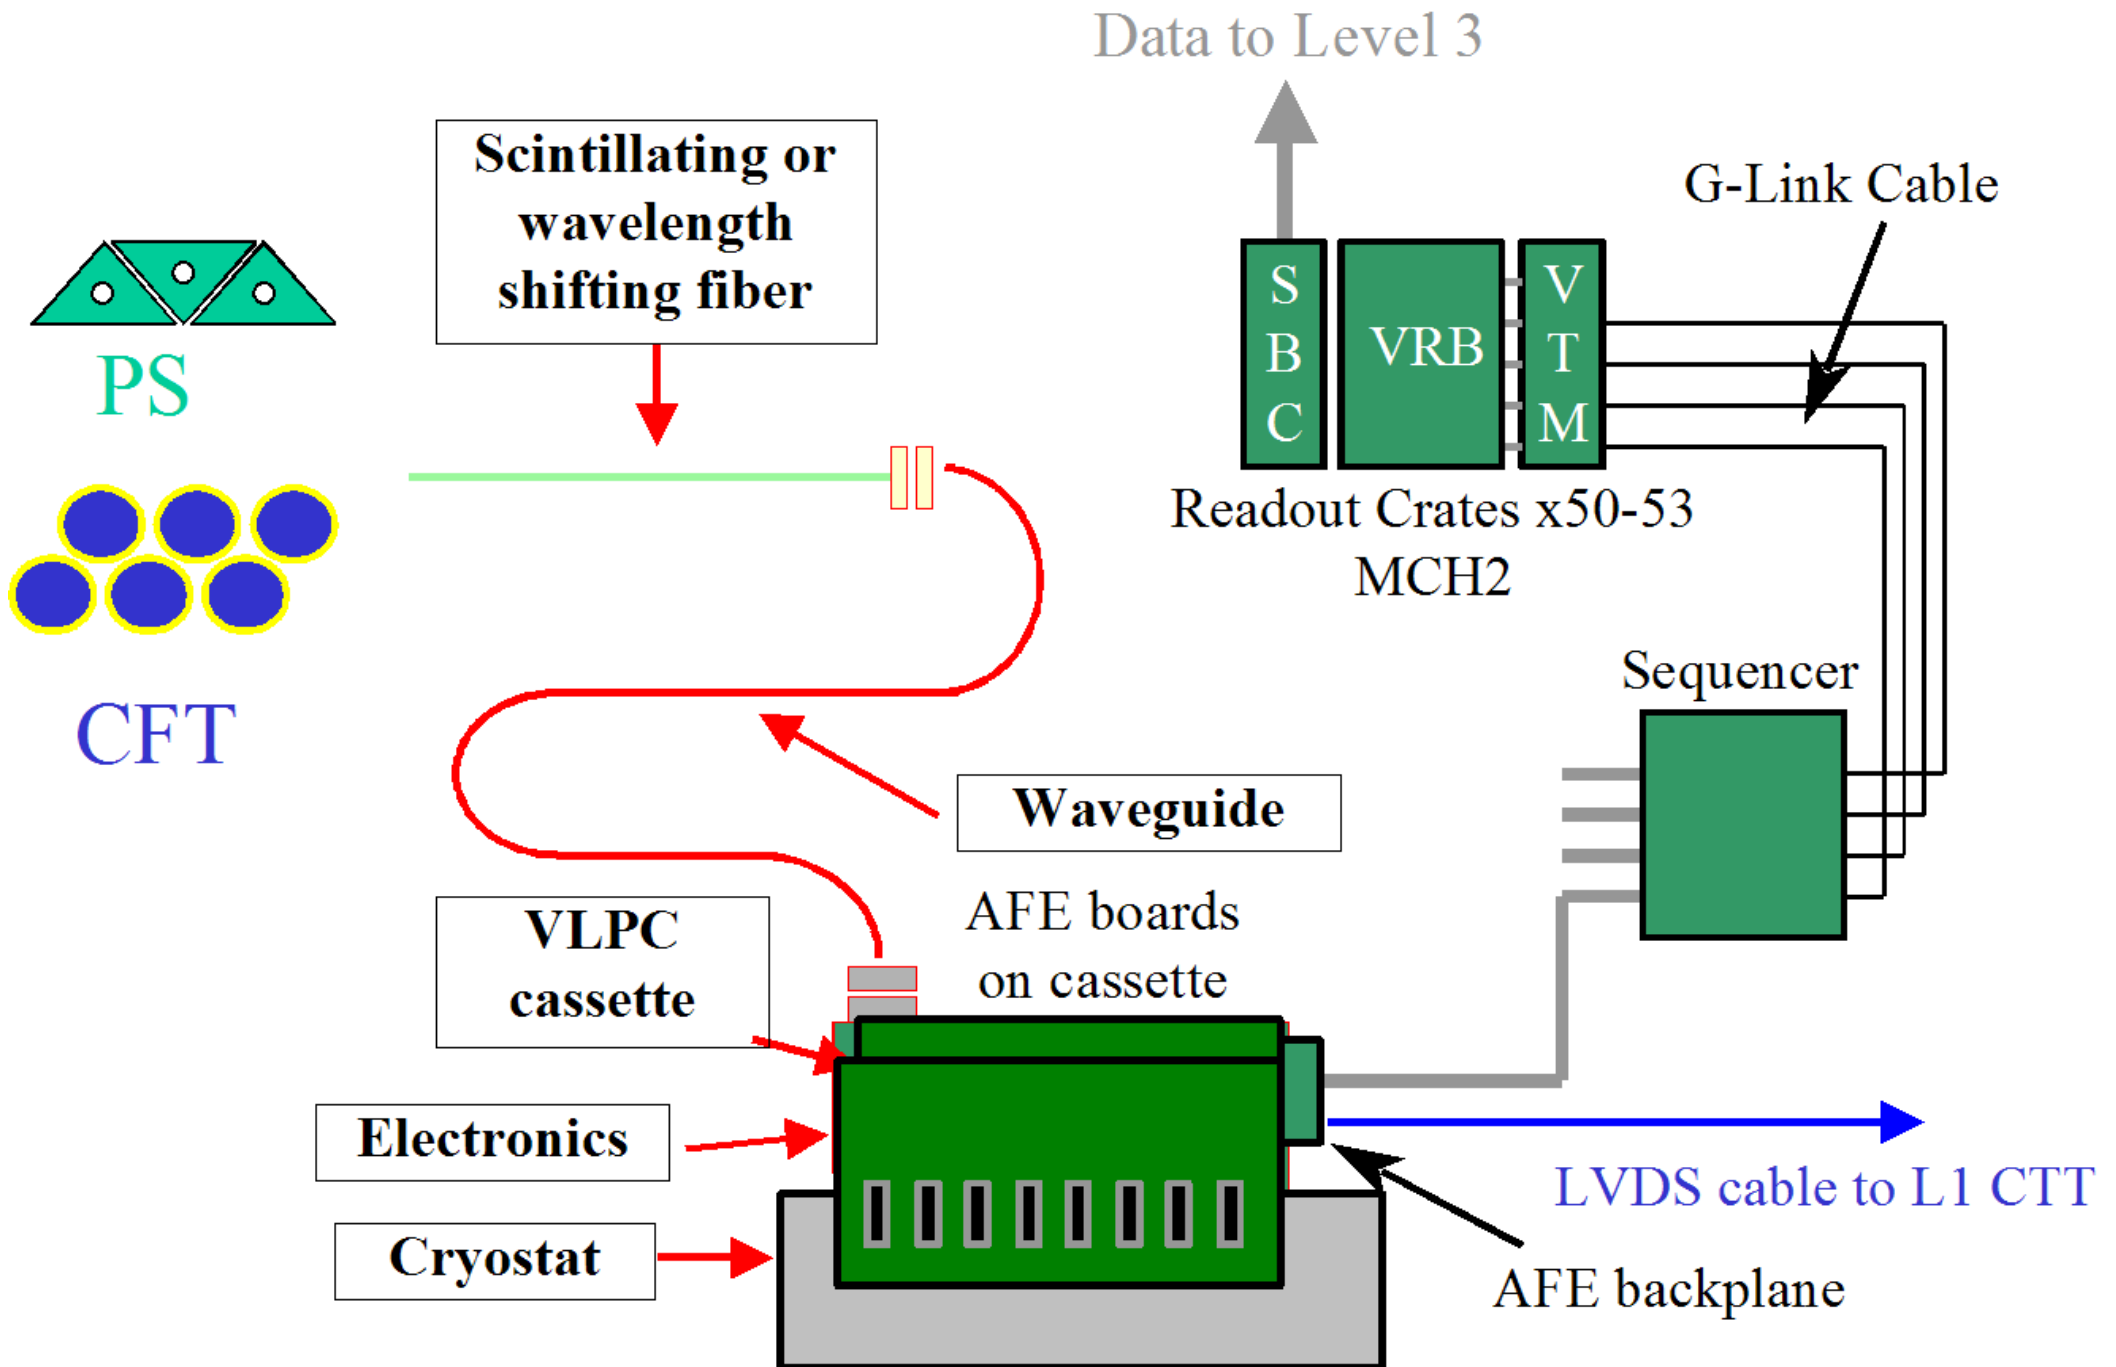 Data to Level 3
Scintillating or
wavelength
shifting fiber
G-Link Cable
PS
S
B
C
VRB
V
T
M
Readout Crates x50-53
MCH2
CFT
Sequencer
Waveguide
VLPC
cassette
AFE boards
on cassette
Electronics
LVDS cable to L1 CTT
Cryostat
AFE backplane